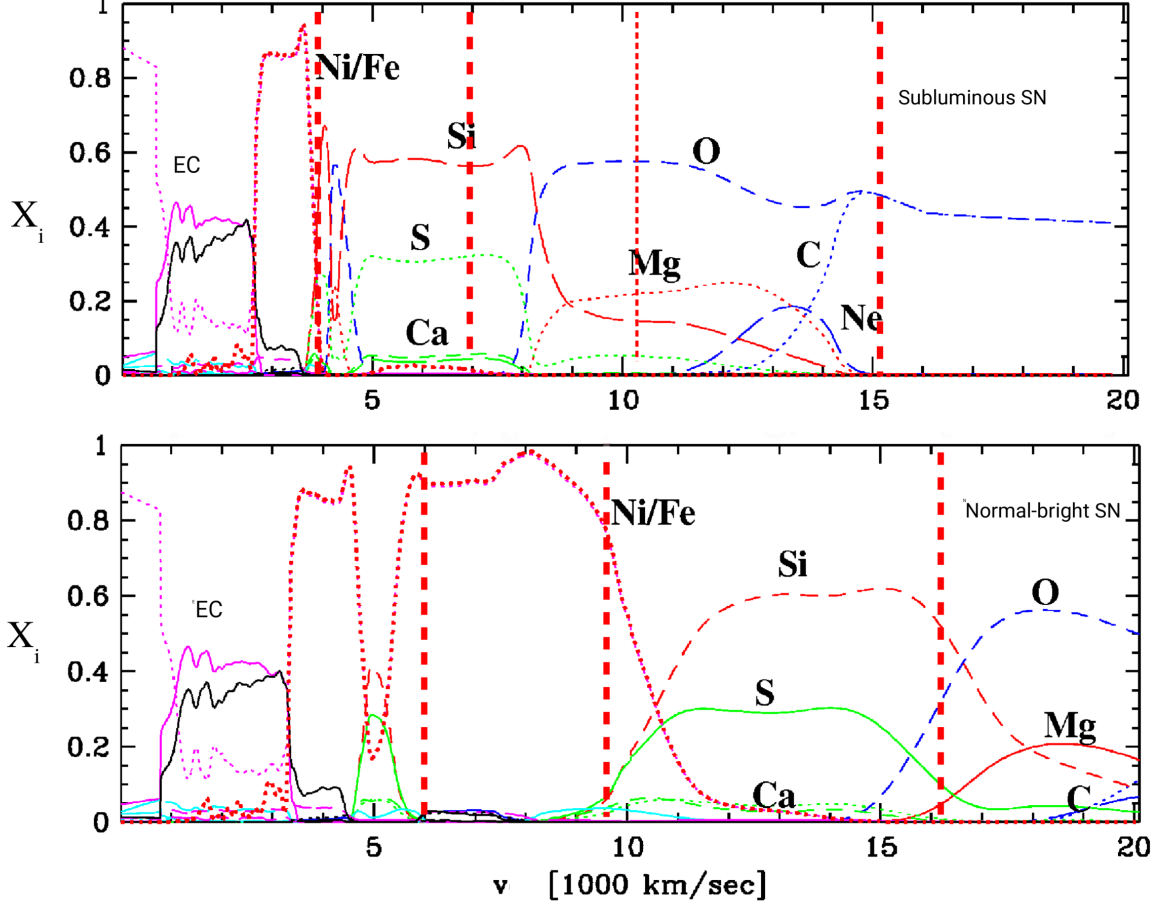 1
Ni/Fe
Subluminous SN
0.8
Si
EC
O
0.6
X i
0.4
S
C
Mg
0.2
Ca
Ne
0
5
10
15
20
1
Ni/Fe
Normal-bright SN
0.8
Si
EC
O
0.6
X i
0.4
S
Mg
0.2
Ca
C
0
5
10
15
20
v [1000 km/sec]